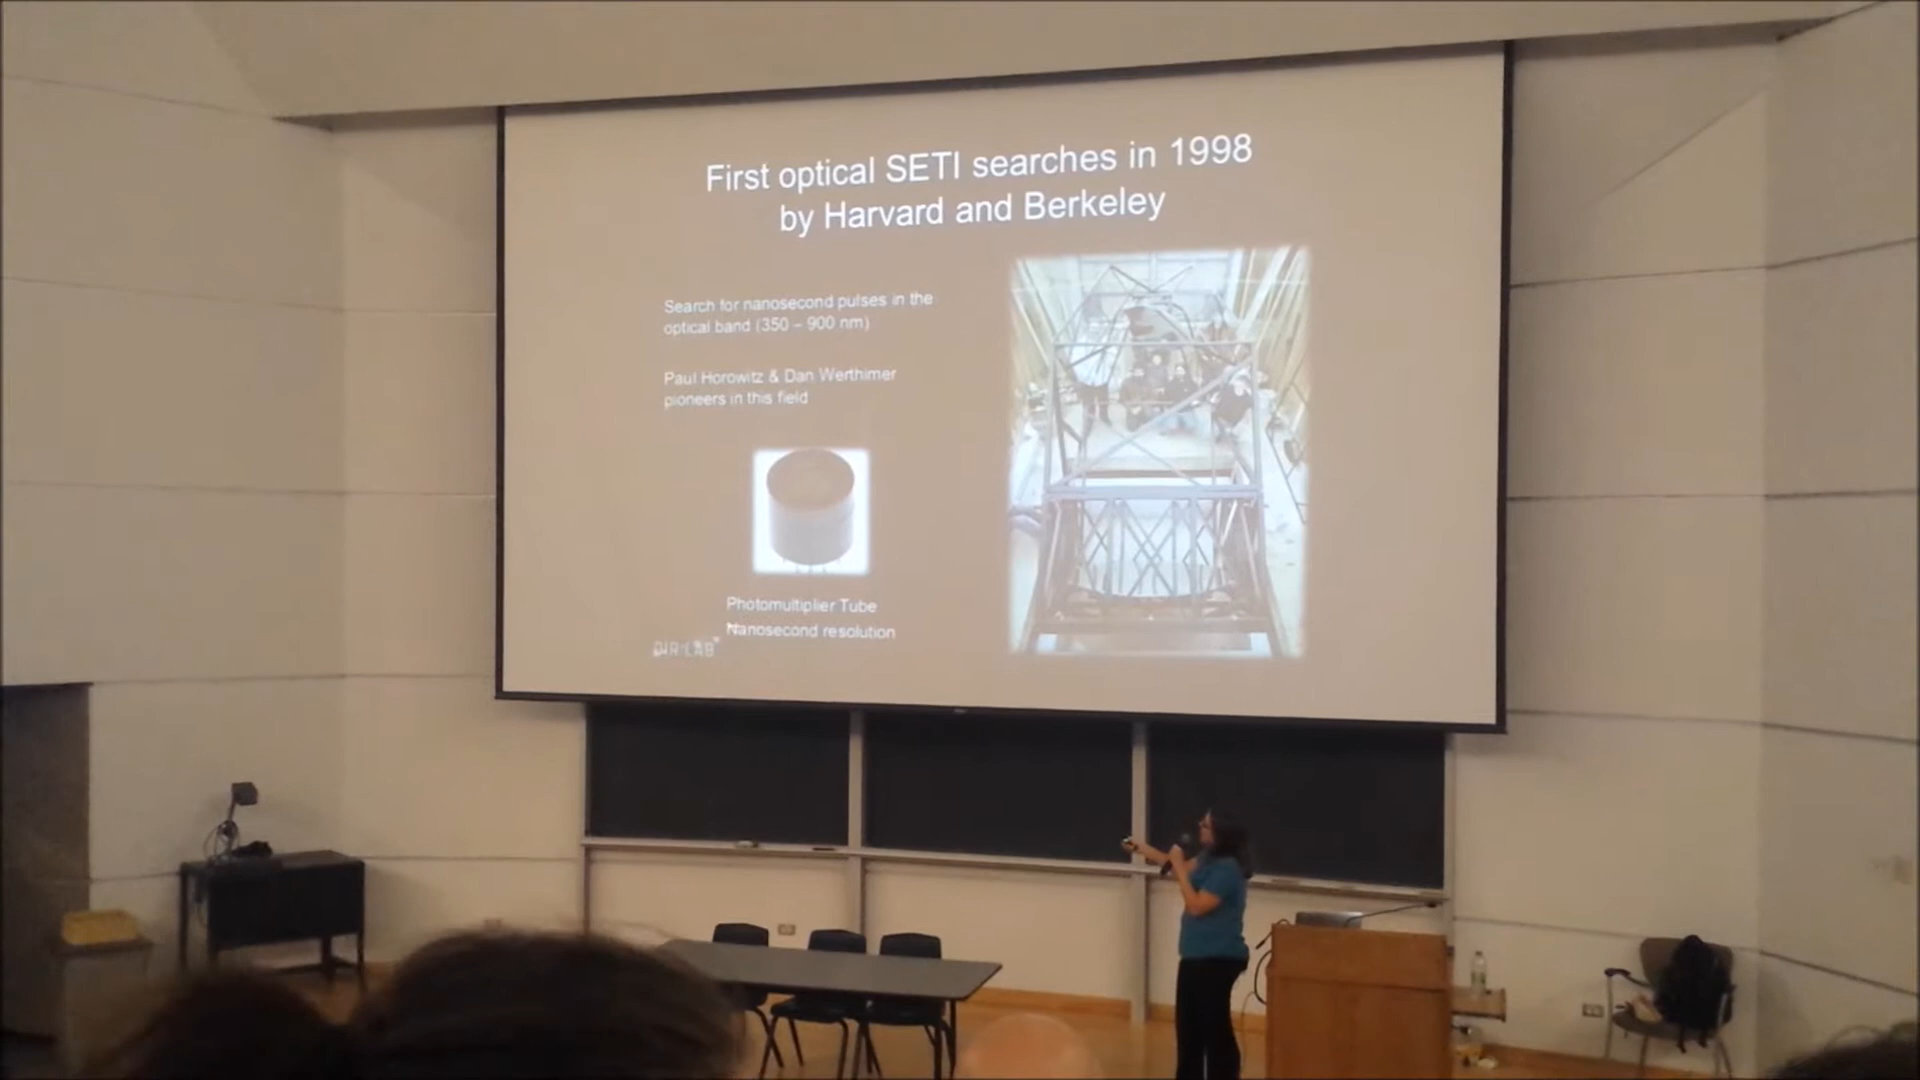 First optical SETI searches in 1998
by Harvard and Berkeley
Search for nanosecond pulses in the
optical band (350 – 900 nm)
Paul Horowitz & Dan Werthimer
pioneers in this field
Photomultiplier Tube
Nanosecond resolution